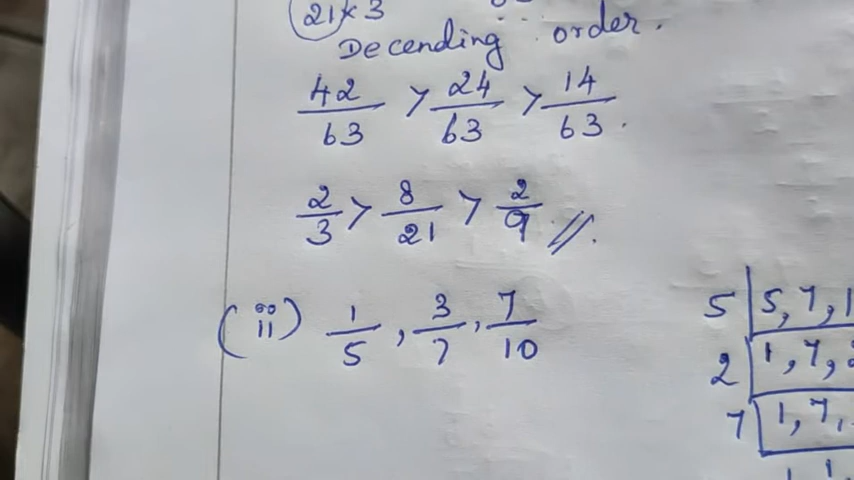 21×3
Decending order.
42/63 > 24/63 > 14/63.
2/3 > 8/21 > 2/9 //.
(ii) 1/5, 3/7, 7/10
5 | 5, 7, 1
2 | 1, 7,
7 | 1, 7,